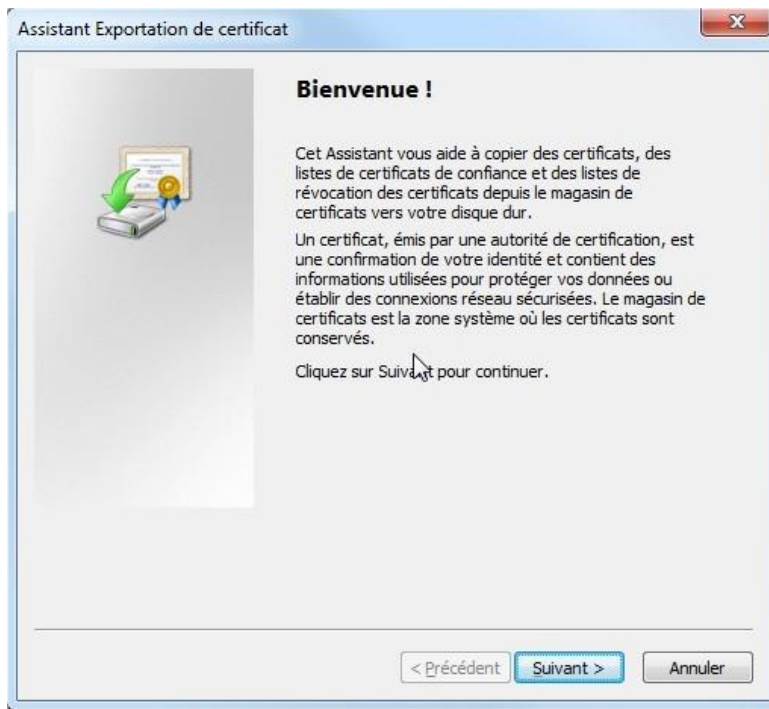 Assistant Exportation de certificat
Bienvenue !
Cet Assistant vous aide à copier des certificats, des
listes de certificats de confiance et des listes de
révocation des certificats depuis le magasin de
certificats vers votre disque dur.
Un certificat, émis par une autorité de certification, est
une confirmation de votre identité et contient des
informations utilisées pour protéger vos données ou
établir des connexions réseau sécurisées. Le magasin de
certificats est la zone système où les certificats sont
conservés.
Cliquez sur Suivant pour continuer.
< Précédent Suivant > Annuler